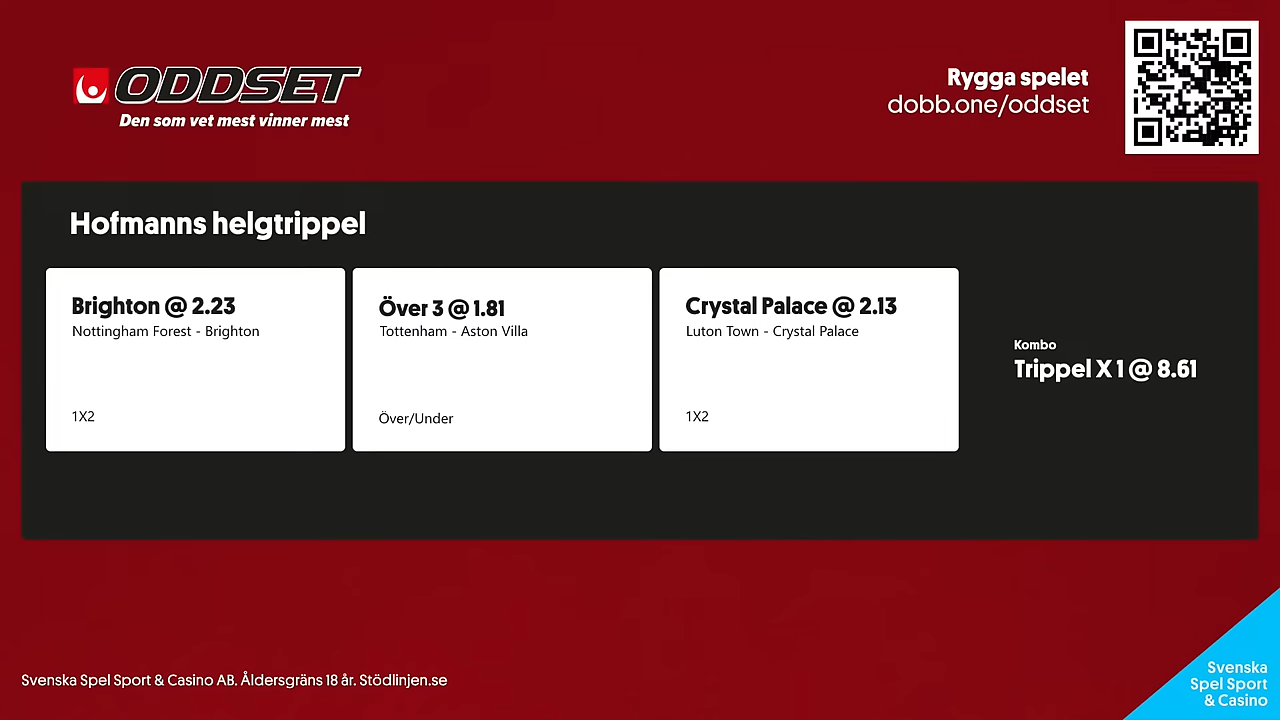 ODDSET
Den som vet mest vinner mest
Rygga spelet
dobb.one/oddset
Hofmanns helgtrippel
Brighton @ 2.23
Nottingham Forest - Brighton
1X2
Över 3 @ 1.81
Tottenham - Aston Villa
Över/Under
Crystal Palace @ 2.13
Luton Town - Crystal Palace
1X2
Kombo
Trippel X 1 @ 8.61
Svenska Spel Sport & Casino AB. Åldersgräns 18 år. Stödlinjen.se
Svenska
Spel Sport
& Casino